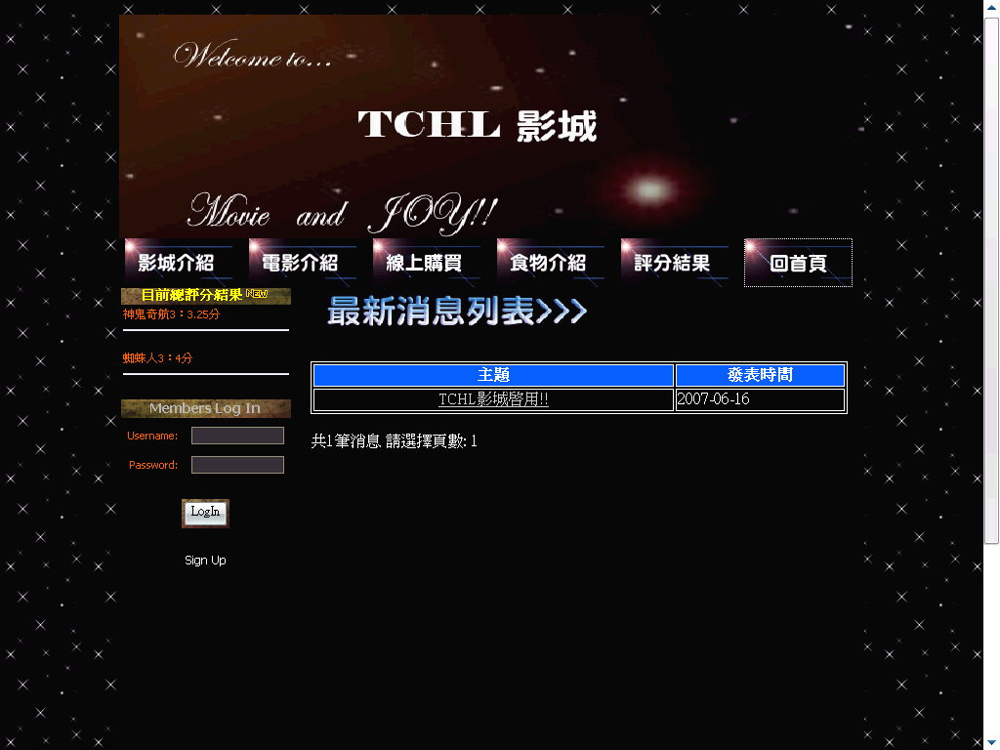 Welcome to...
TCHL 影城
Movie and JOY!!
影城介紹 電影介紹 線上購買 食物介紹 評分結果 回首頁
目前總評分結果 NEW
神鬼奇航3：3.25分
蜘蛛人3：4分
Members Log In
Username:
Password:
LogIn
Sign Up
最新消息列表>>>
主題 發表時間
TCHL影城啓用!! 2007-06-16
共1筆消息 請選擇頁數: 1